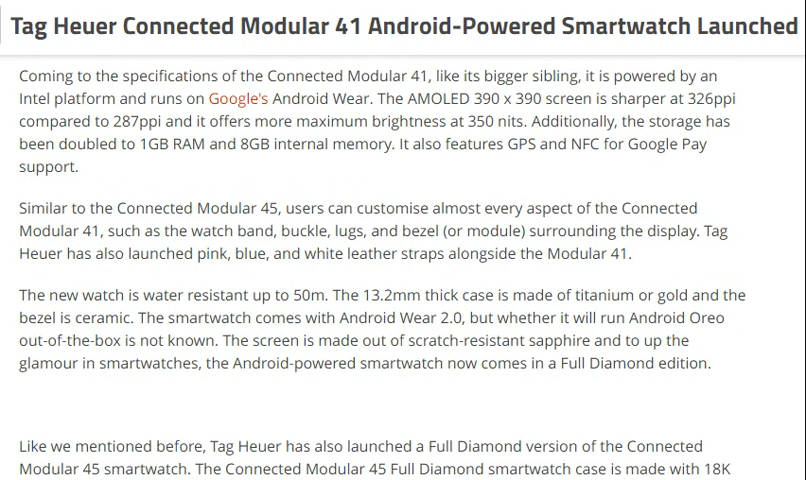 Tag Heuer Connected Modular 41 Android-Powered Smartwatch Launched
Coming to the specifications of the Connected Modular 41, like its bigger sibling, it is powered by an
Intel platform and runs on Google's Android Wear. The AMOLED 390 x 390 screen is sharper at 326ppi
compared to 287ppi and it offers more maximum brightness at 350 nits. Additionally, the storage has
been doubled to 1GB RAM and 8GB internal memory. It also features GPS and NFC for Google Pay
support.
Similar to the Connected Modular 45, users can customise almost every aspect of the Connected
Modular 41, such as the watch band, buckle, lugs, and bezel (or module) surrounding the display. Tag
Heuer has also launched pink, blue, and white leather straps alongside the Modular 41.
The new watch is water resistant up to 50m. The 13.2mm thick case is made of titanium or gold and the
bezel is ceramic. The smartwatch comes with Android Wear 2.0, but whether it will run Android Oreo
out-of-the-box is not known. The screen is made out of scratch-resistant sapphire and to up the
glamour in smartwatches, the Android-powered smartwatch now comes in a Full Diamond edition.
Like we mentioned before, Tag Heuer has also launched a Full Diamond version of the Connected
Modular 45 smartwatch. The Connected Modular 45 Full Diamond smartwatch case is made with 18K